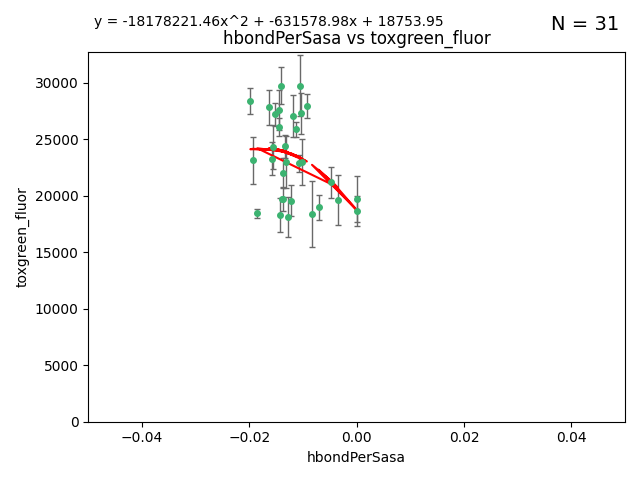 y = -18178221.46x^2 + -631578.98x + 18753.95
N = 31
hbondPerSasa vs toxgreen_fluor
30000
25000
20000
15000
10000
5000
0
toxgreen_fluor
−0.04
−0.02
0.00
0.02
0.04
hbondPerSasa